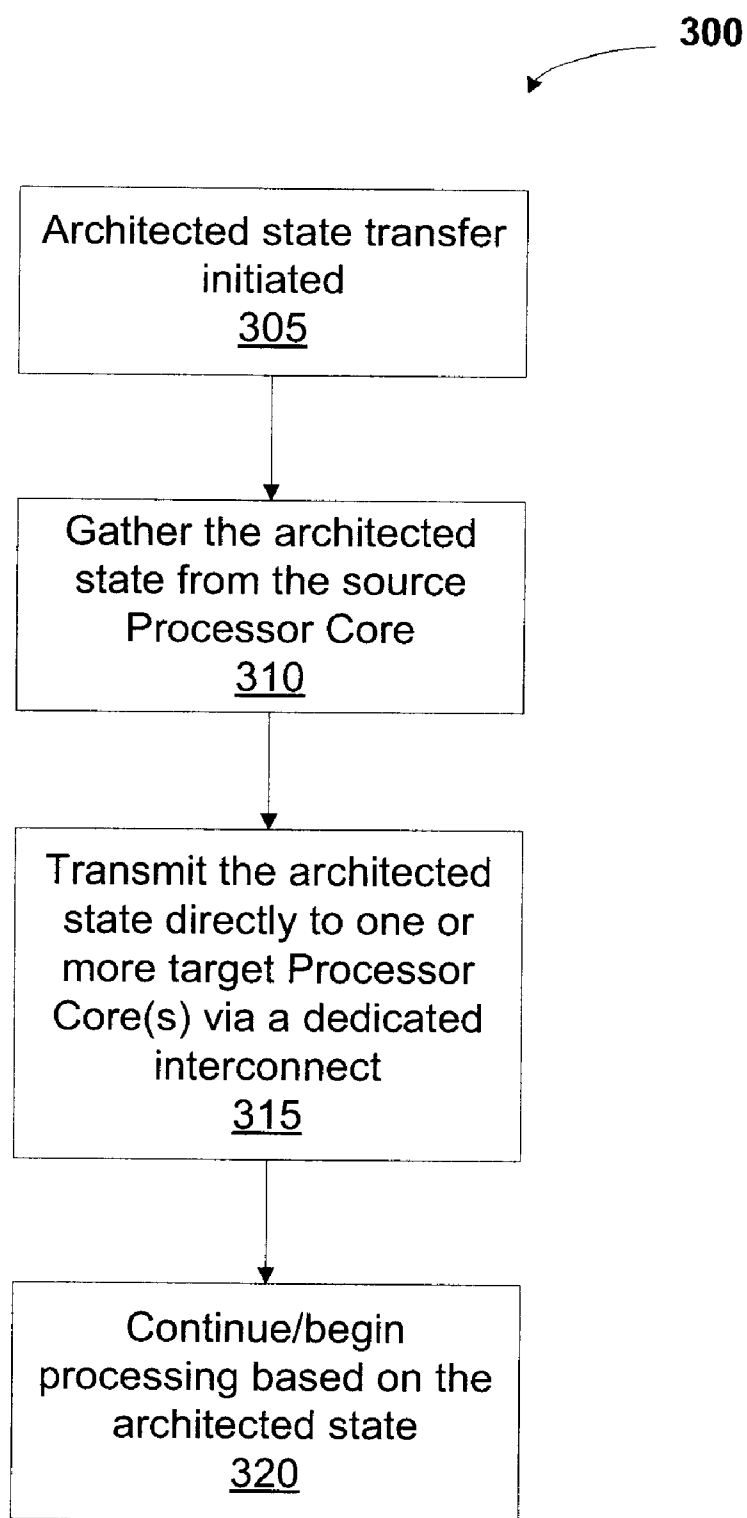 300
Architected state transfer
initiated
305
Gather the architected
state from the source
Processor Core
310
Transmit the architected
state directly to one or
more target Processor
Core(s) via a dedicated
interconnect
315
Continue/begin
processing based on the
architected state
320